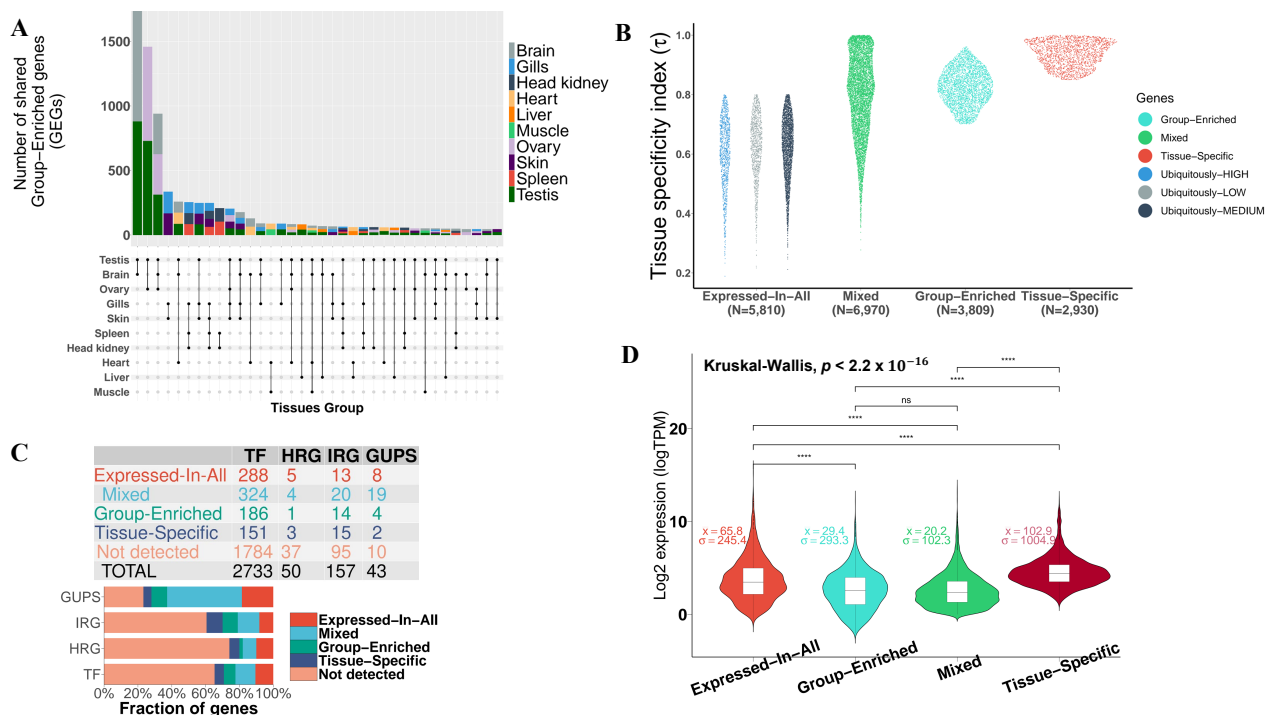 A
Number of shared
Group–Enriched genes
(GEGs)
1500
1000
500
0
Brain
Gills
Head kidney
Heart
Liver
Muscle
Ovary
Skin
Spleen
Testis
Testis
Brain
Ovary
Gills
Skin
Spleen
Head kidney
Heart
Liver
Muscle
Tissues Group
B
Tissue specificity index (τ)
1.0
0.8
0.6
0.4
0.2
Expressed–In–All
(N=5,810)
Mixed
(N=6,970)
Group–Enriched
(N=3,809)
Tissue–Specific
(N=2,930)
Genes
Group–Enriched
Mixed
Tissue–Specific
Ubiquitously–HIGH
Ubiquitously–LOW
Ubiquitously–MEDIUM
C
TF HRG IRG GUPS
Expressed-In-All 288 5 13 8
Mixed 324 4 20 19
Group-Enriched 186 1 14 4
Tissue-Specific 151 3 15 2
Not detected 1784 37 95 10
TOTAL 2733 50 157 43
GUPS
IRG
HRG
TF
0% 20% 40% 60% 80% 100%
Fraction of genes
Expressed–In–All
Mixed
Group–Enriched
Tissue–Specific
Not detected
D
Kruskal-Wallis, p < 2.2 x 10⁻¹⁶
****
****
ns
****
****
****
Log2 expression (logTPM)
20
10
0
x = 65.8
σ = 245.4
x = 29.4
σ = 293.3
x = 20.2
σ = 102.3
x = 102.9
σ = 1004.9
Expressed–In–All
Group–Enriched
Mixed
Tissue–Specific